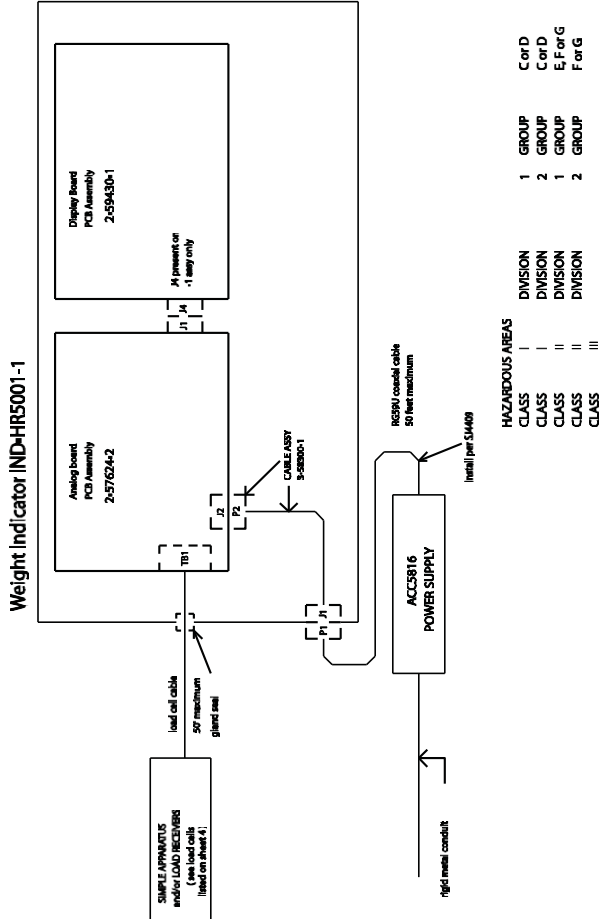 Weight Indicator IND-HR5001-1
Display Board
PCB Assembly
2-59430-1
J4 present on
-1 assy only
J4
J1
Analog board
PCB Assembly
2-57624-2
TB1
J2
P2
CABLE ASSY
3-58300-1
J1
P1
load cell cable
50' maximum
gland seal
SIMPLE APPARATUS
and/or LOAD RECEIVERS
( see load cells
listed on sheet 4 )
RG59U coaxial cable
50 feet maximum
install per SJ4409
ACC5816
POWER SUPPLY
rigid metal conduit
HAZARDOUS AREAS
CLASS I DIVISION 1 GROUP C or D
CLASS I DIVISION 2 GROUP C or D
CLASS II DIVISION 1 GROUP E, F or G
CLASS II DIVISION 2 GROUP F or G
CLASS III